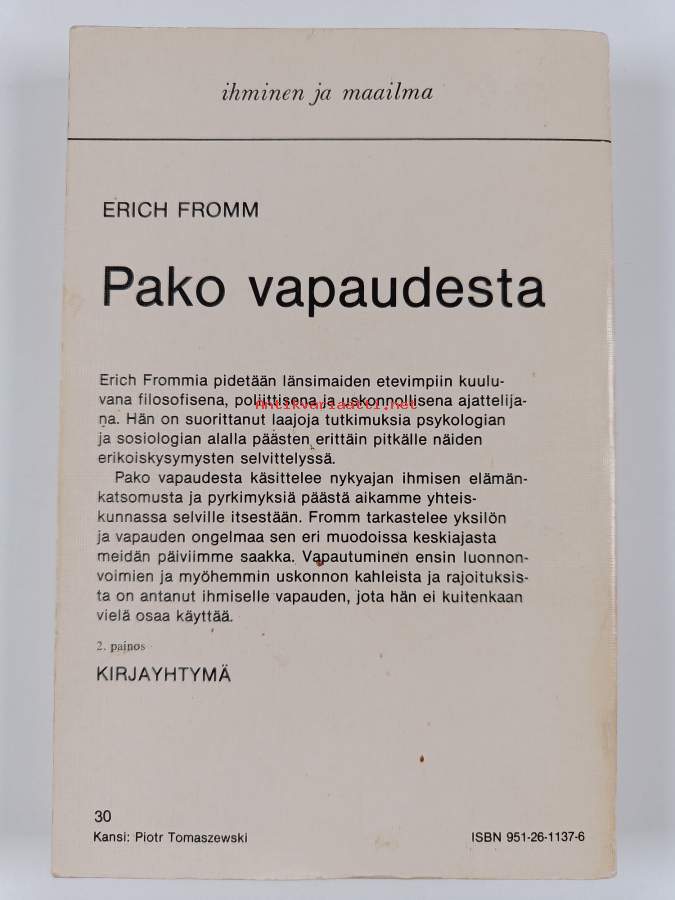 ihminen ja maailma
ERICH FROMM
Pako vapaudesta
Erich Frommia pidetään länsimaiden etevimpiin kuulu-
vana filosofisena, poliittisena ja uskonnollisena ajattelija-
na. Hän on suorittanut laajoja tutkimuksia psykologian
ja sosiologian alalla päästen erittäin pitkälle näiden
erikoiskysymysten selvittelyssä.
Pako vapaudesta käsittelee nykyajan ihmisen elämän-
katsomusta ja pyrkimyksiä päästä aikamme yhteis-
kunnassa selville itsestään. Fromm tarkastelee yksilön
ja vapauden ongelmaa sen eri muodoissa keskiajasta
meidän päiviimme saakka. Vapautuminen ensin luonnon-
voimien ja myöhemmin uskonnon kahleista ja rajoituksis-
ta on antanut ihmiselle vapauden, jota hän ei kuitenkaan
vielä osaa käyttää.
2. painos
KIRJAYHTYMÄ
30
Kansi: Piotr Tomaszewski
ISBN 951-26-1137-6
Antikvariaatti.net